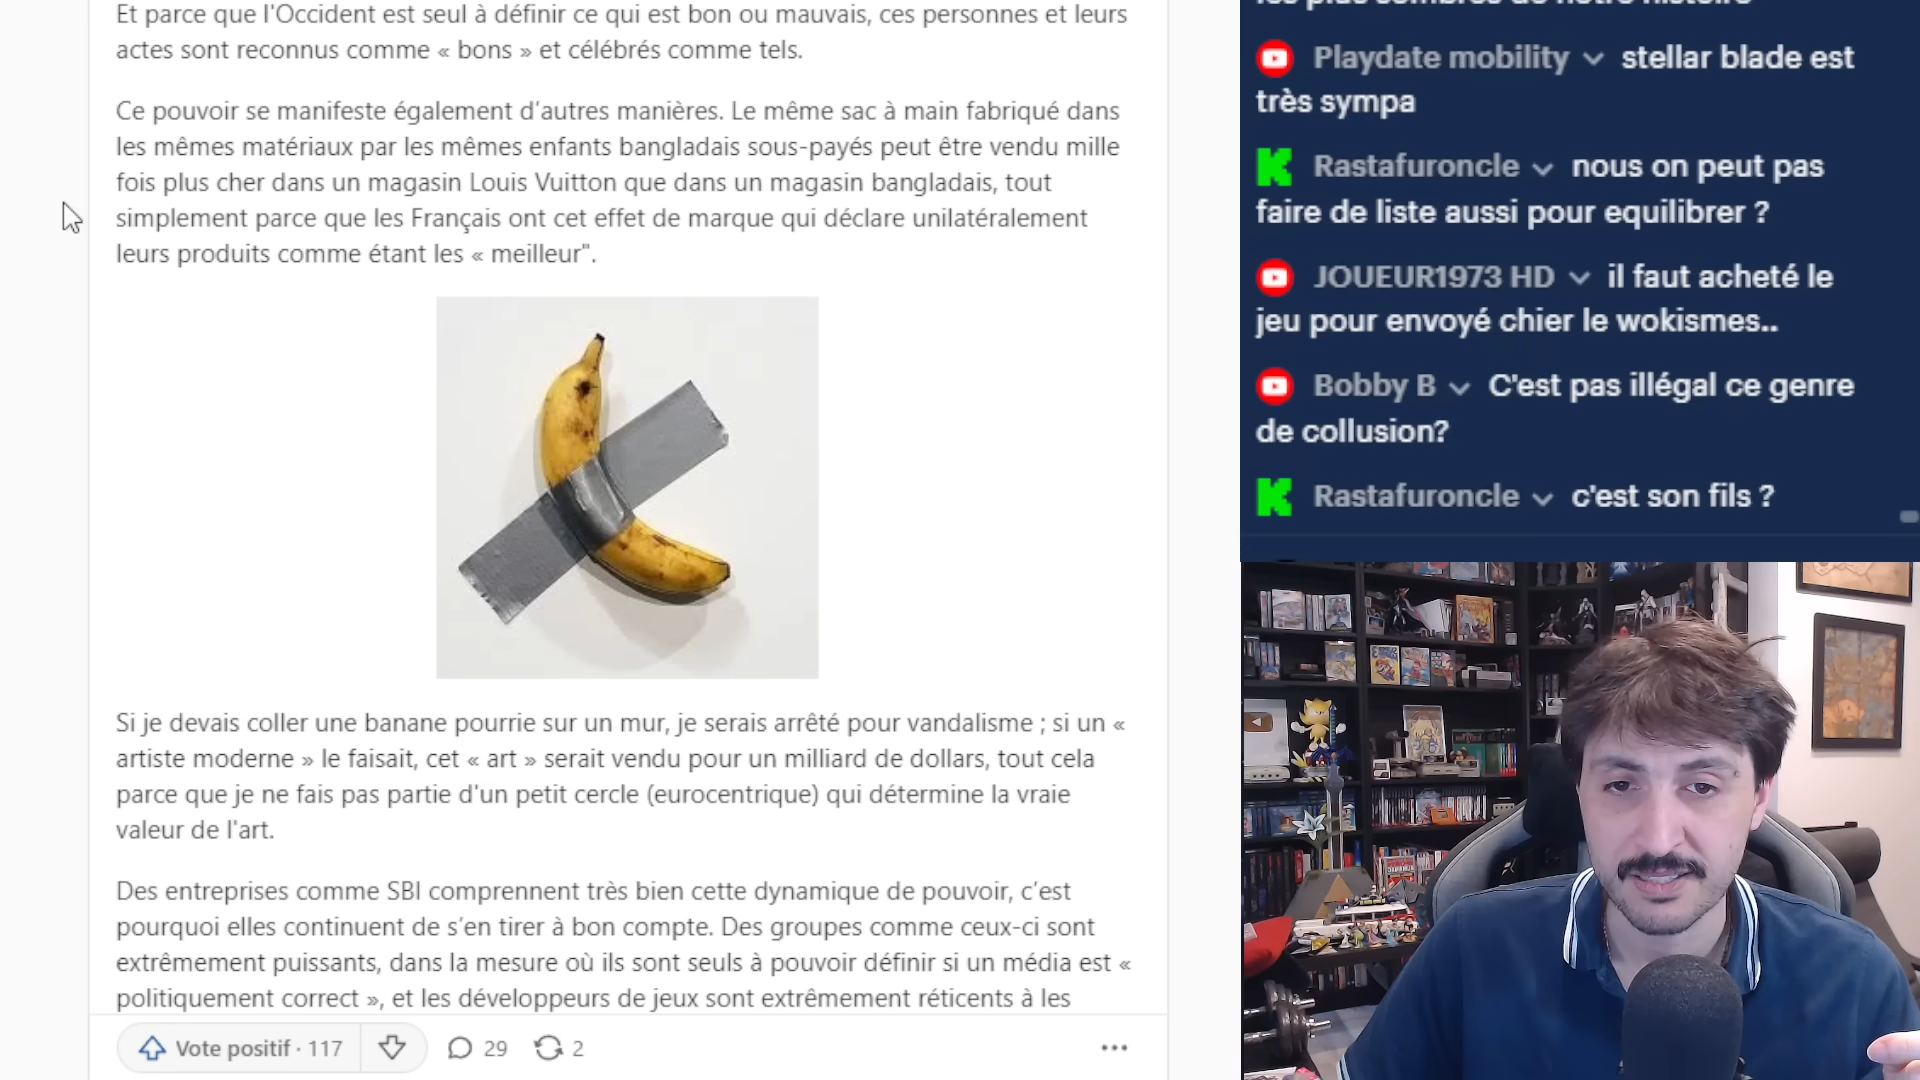 Et parce que l'Occident est seul à définir ce qui est bon ou mauvais, ces personnes et leurs
actes sont reconnus comme « bons » et célébrés comme tels.
Ce pouvoir se manifeste également d’autres manières. Le même sac à main fabriqué dans
les mêmes matériaux par les mêmes enfants bangladais sous-payés peut être vendu mille
fois plus cher dans un magasin Louis Vuitton que dans un magasin bangladais, tout
simplement parce que les Français ont cet effet de marque qui déclare unilatéralement
leurs produits comme étant les « meilleur".
Si je devais coller une banane pourrie sur un mur, je serais arrêté pour vandalisme ; si un «
artiste moderne » le faisait, cet « art » serait vendu pour un milliard de dollars, tout cela
parce que je ne fais pas partie d'un petit cercle (eurocentrique) qui détermine la vraie
valeur de l'art.
Des entreprises comme SBI comprennent très bien cette dynamique de pouvoir, c’est
pourquoi elles continuent de s’en tirer à bon compte. Des groupes comme ceux-ci sont
extrêmement puissants, dans la mesure où ils sont seuls à pouvoir définir si un média est «
politiquement correct », et les développeurs de jeux sont extrêmement réticents à les
Vote positif · 117
29
2
les plus sombres de notre histoire
Playdate mobility stellar blade est
très sympa
Rastafuroncle nous on peut pas
faire de liste aussi pour equilibrer ?
JOUEUR1973 HD il faut acheté le
jeu pour envoyé chier le wokismes..
Bobby B C'est pas illégal ce genre
de collusion?
Rastafuroncle c'est son fils ?